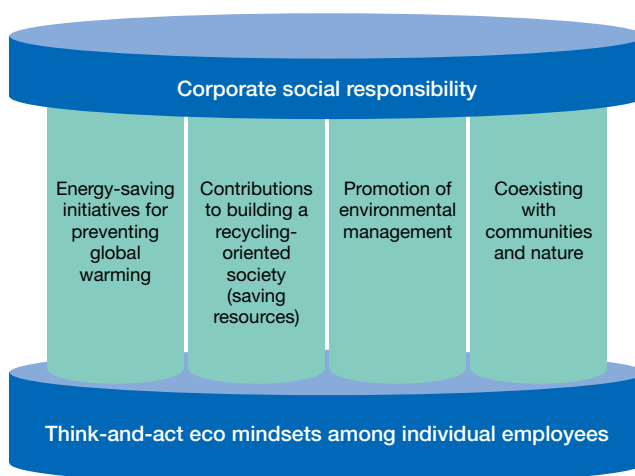 Corporate social responsibility
Energy-saving
initiatives for
preventing
global
warming
Contributions
to building a
recycling-
oriented
society
(saving
resources)
Promotion of
environmental
management
Coexisting
with
communities
and nature
Think-and-act eco mindsets among individual employees